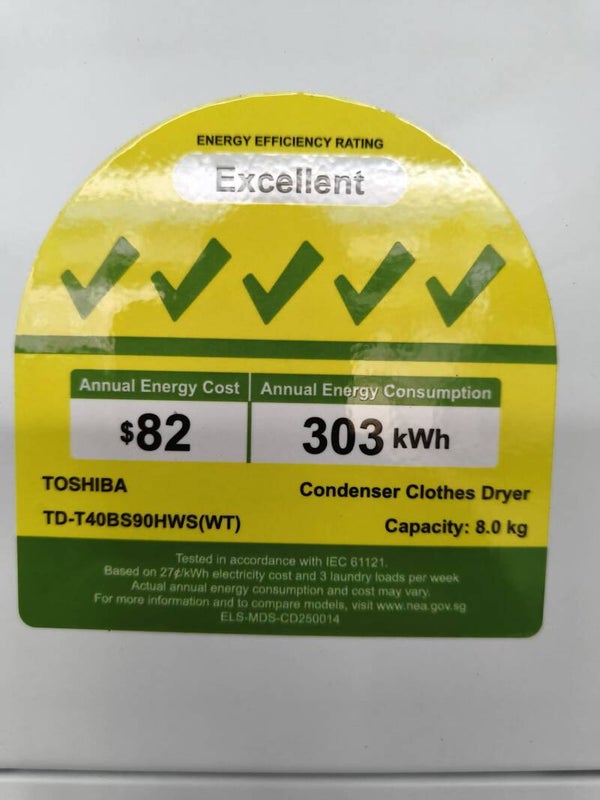 ENERGY EFFICIENCY RATING
Excellent
Annual Energy Cost
Annual Energy Consumption
$82
303 kWh
TOSHIBA
Condenser Clothes Dryer
TD-T40BS90HWS(WT)
Capacity: 8.0 kg
Tested in accordance with IEC 61121.
Based on 27¢/kWh electricity cost and 3 laundry loads per week
Actual annual energy consumption and cost may vary.
For more information and to compare models, visit www.nea.gov.sg
ELS-MDS-CD250014